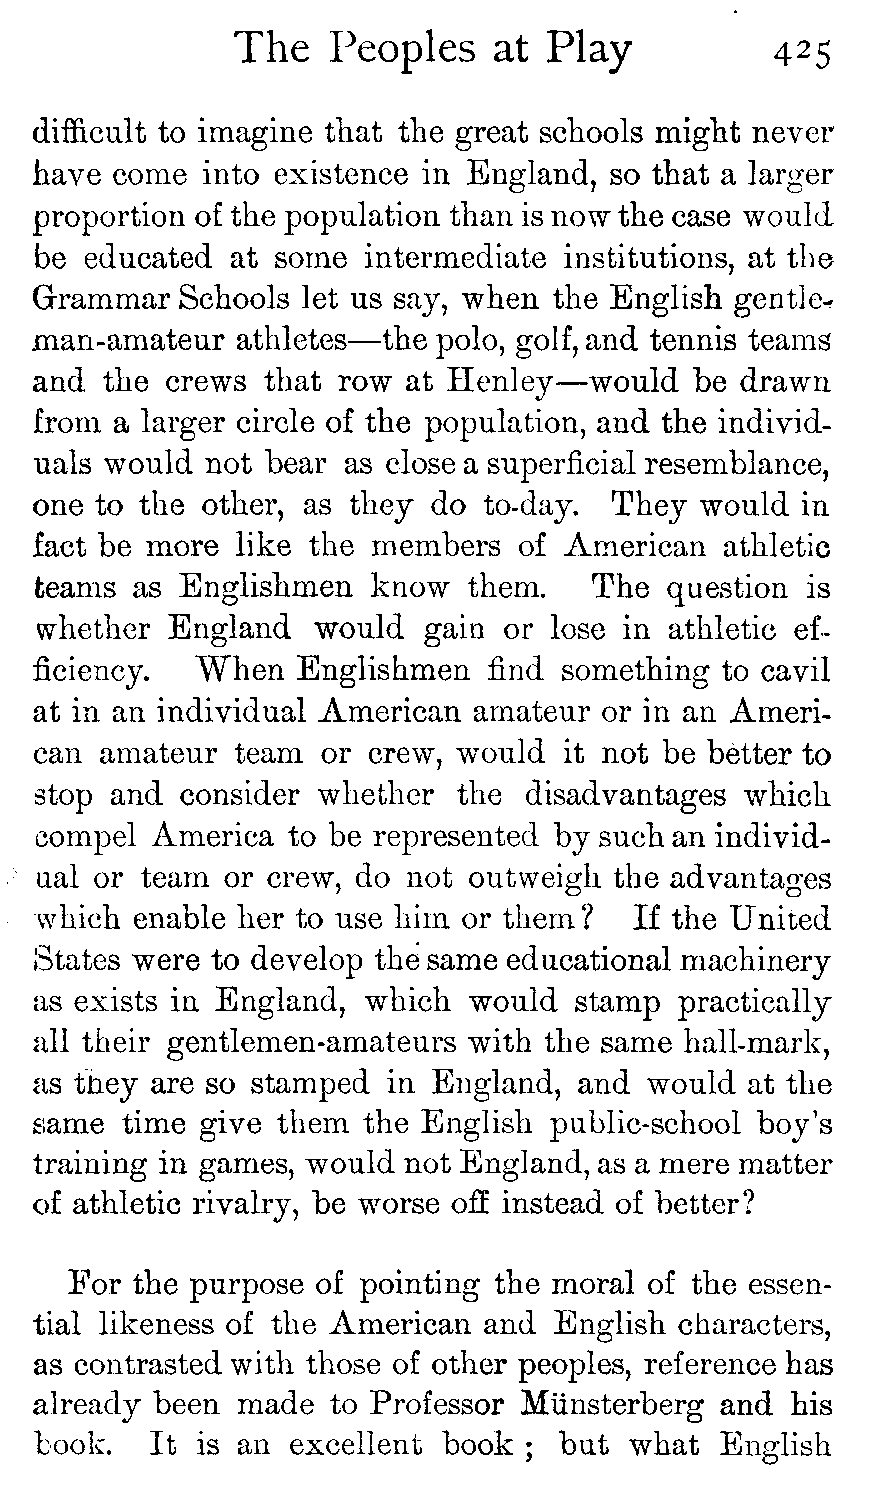 The Peoples at Play 425
difficult to imagine that the great schools might never
have come into existence in England, so that a larger
proportion of the population than is now the case would
be educated at some intermediate institutions, at the
Grammar Schools let us say, when the English gentle-
man-amateur athletes—the polo, golf, and tennis teams
and the crews that row at Henley—would be drawn
from a larger circle of the population, and the individ-
uals would not bear as close a superficial resemblance,
one to the other, as they do to-day. They would in
fact be more like the members of American athletic
teams as Englishmen know them. The question is
whether England would gain or lose in athletic ef-
ficiency. When Englishmen find something to cavil
at in an individual American amateur or in an Ameri-
can amateur team or crew, would it not be better to
stop and consider whether the disadvantages which
compel America to be represented by such an individ-
ual or team or crew, do not outweigh the advantages
which enable her to use him or them? If the United
States were to develop the same educational machinery
as exists in England, which would stamp practically
all their gentlemen-amateurs with the same hall-mark,
as they are so stamped in England, and would at the
same time give them the English public-school boy's
training in games, would not England, as a mere matter
of athletic rivalry, be worse off instead of better?
For the purpose of pointing the moral of the essen-
tial likeness of the American and English characters,
as contrasted with those of other peoples, reference has
already been made to Professor Münsterberg and his
book. It is an excellent book ; but what English